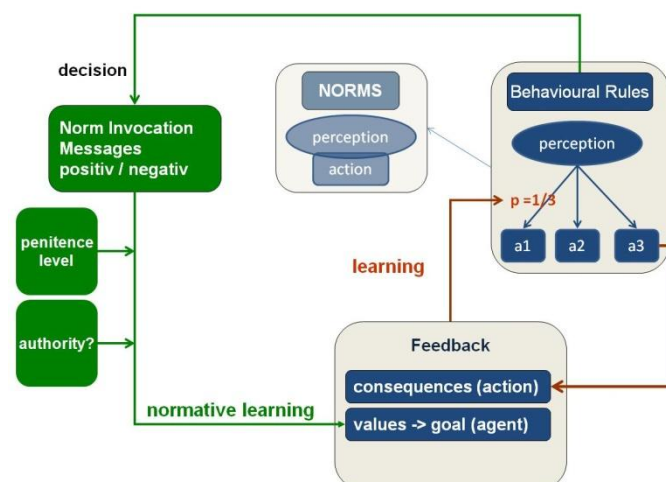 decision
Norm Invocation
Messages
positiv / negativ
penitence
level
authority?
normative learning
NORMS
perception
action
Behavioural Rules
perception
p =1/3
a1
a2
a3
learning
Feedback
consequences (action)
values -> goal (agent)